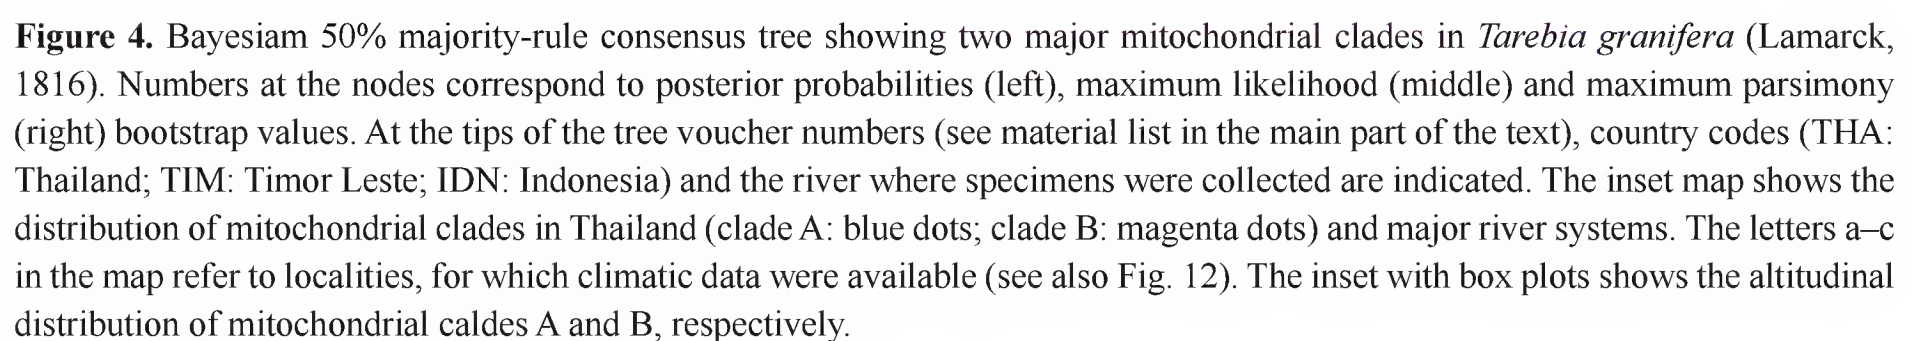 Figure 4. Bayesiam 50% majority-rule consensus tree showing two major mitochondrial clades in Tarebia granifera (Lamarck,
1816). Numbers at the nodes correspond to posterior probabilities (left), maximum likelihood (middle) and maximum parsimony
(right) bootstrap values. At the tips of the tree voucher numbers (see material list in the main part of the text), country codes (THA:
Thailand; TIM: Timor Leste; IDN: Indonesia) and the river where specimens were collected are indicated. The inset map shows the
distribution of mitochondrial clades in Thailand (clade A: blue dots; clade B: magenta dots) and major river systems. The letters a–c
in the map refer to localities, for which climatic data were available (see also Fig. 12). The inset with box plots shows the altitudinal
distribution of mitochondrial caldes A and B, respectively.